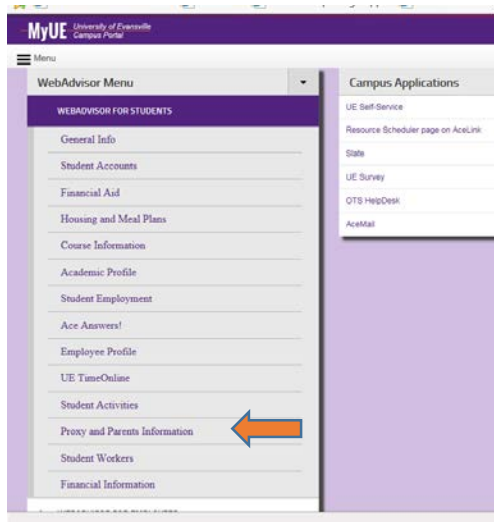 MyUE University of Evansville
Campus Portal
Menu
WebAdvisor Menu
WEBADVISOR FOR STUDENTS
General Info
Student Accounts
Financial Aid
Housing and Meal Plans
Course Information
Academic Profile
Student Employment
Ace Answers!
Employee Profile
UE TimeOnline
Student Activities
Proxy and Parents Information
Student Workers
Financial Information
Campus Applications
UE Self-Service
Resource Scheduler page on AceLink
Slate
UE Survey
OTS HelpDesk
AceMail